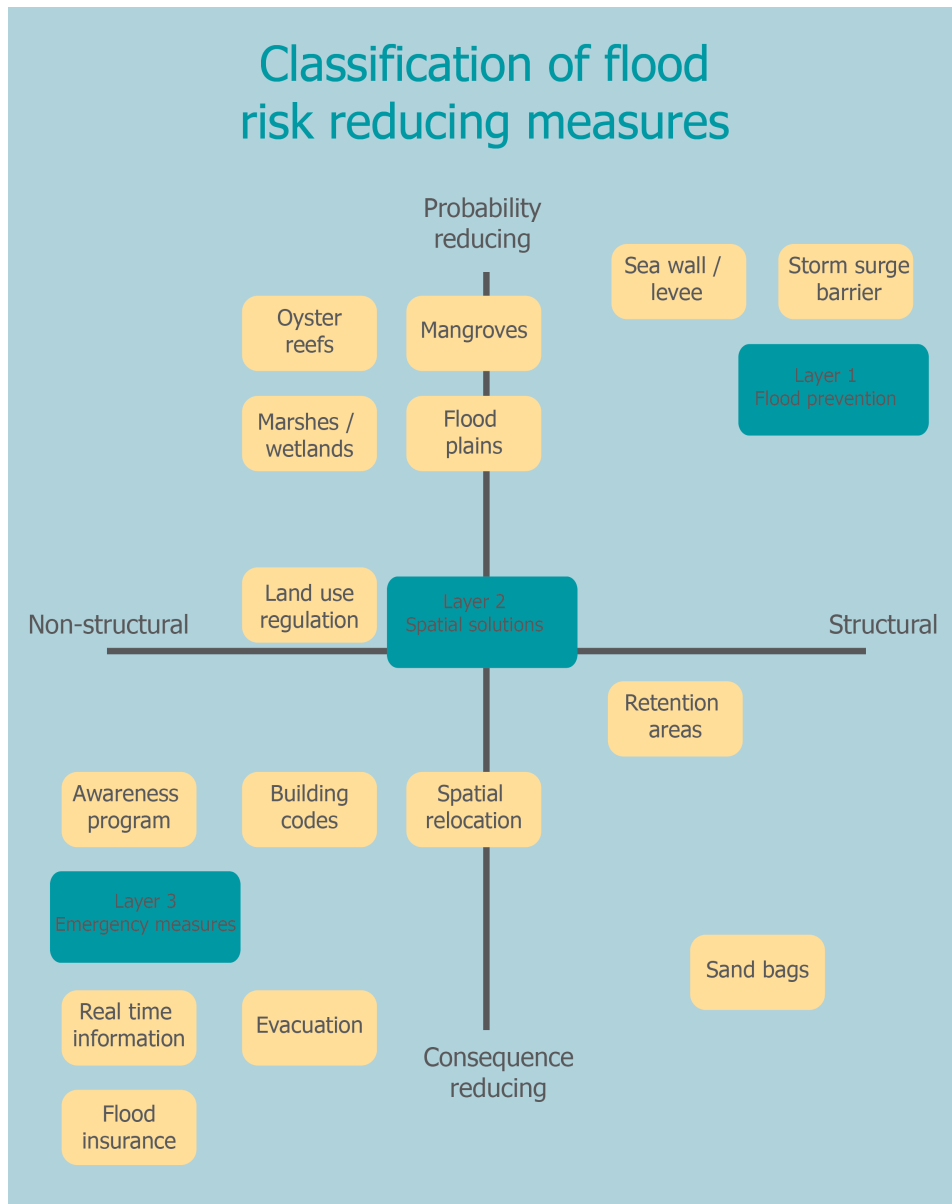 Classification of flood
risk reducing measures
Probability
reducing
Sea wall /
levee
Storm surge
barrier
Oyster
reefs
Mangroves
Layer 1
Flood prevention
Marshes /
wetlands
Flood
plains
Land use
regulation
Layer 2
Spatial solutions
Non-structural
Structural
Retention
areas
Awareness
program
Building
codes
Spatial
relocation
Layer 3
Emergency measures
Sand bags
Real time
information
Evacuation
Consequence
reducing
Flood
insurance